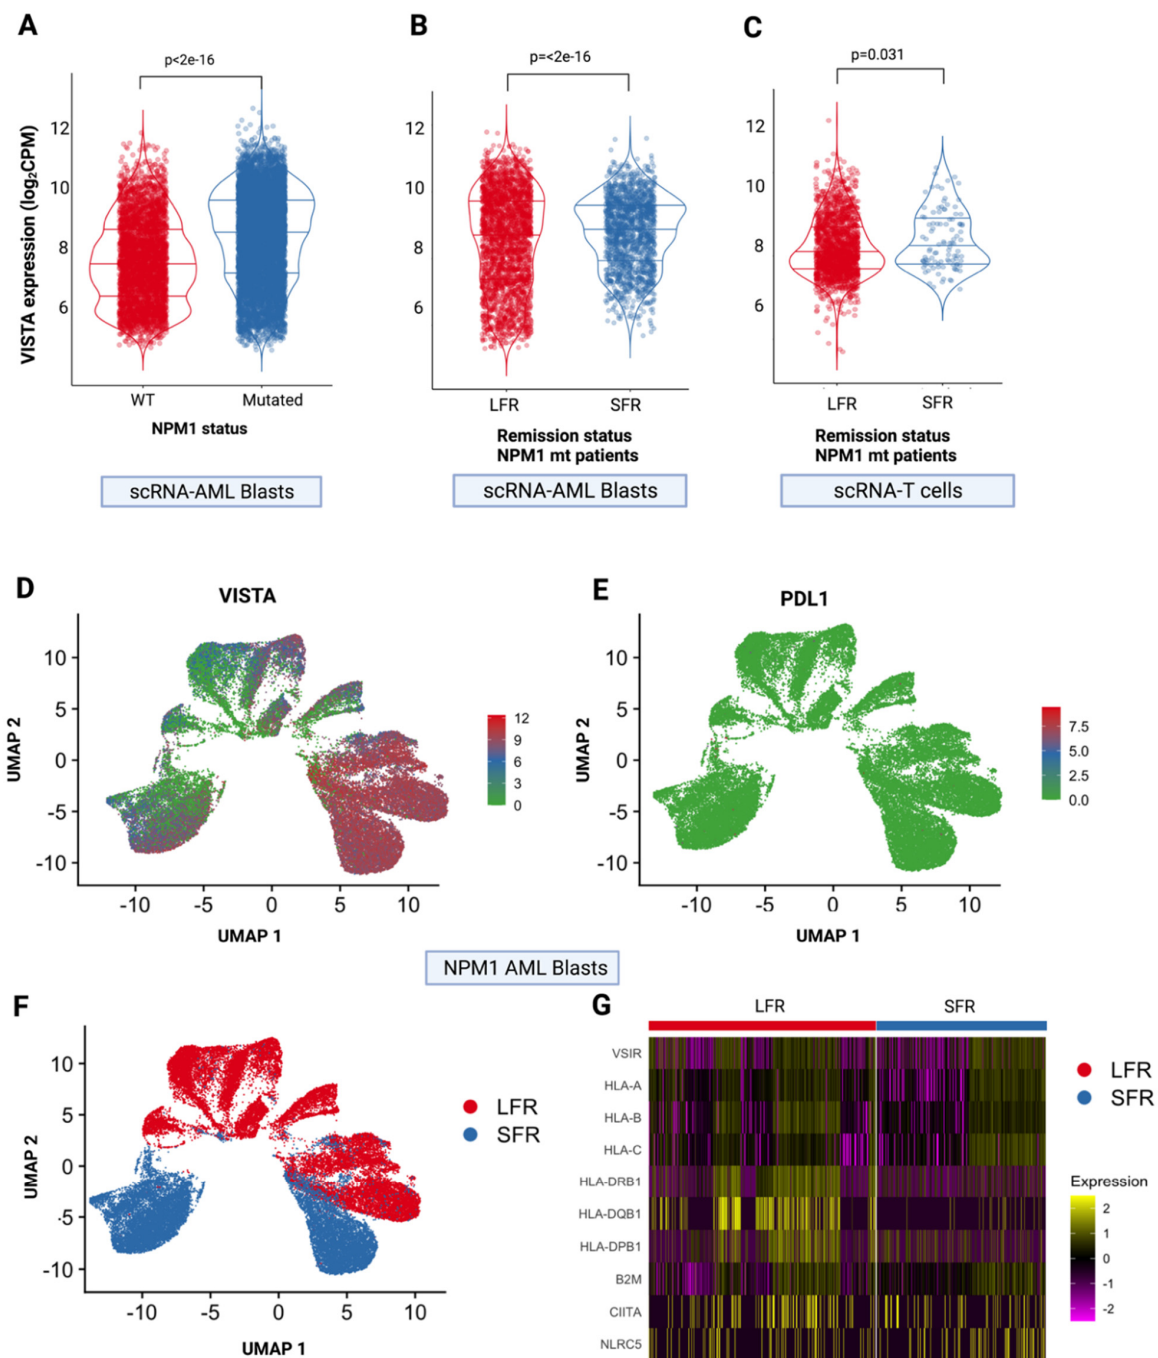 A
B
C
p<2e-16
p=<2e-16
p=0.031
VISTA expression (log₂CPM)
12
10
8
6
12
10
8
6
12
10
8
6
WT
Mutated
LFR
SFR
LFR
SFR
NPM1 status
Remission status
NPM1 mt patients
Remission status
NPM1 mt patients
scRNA-AML Blasts
scRNA-AML Blasts
scRNA-T cells
D
VISTA
UMAP 2
10
5
0
-5
-10
12
9
6
3
0
-10
-5
0
5
10
UMAP 1
E
PDL1
UMAP 2
10
5
0
-5
-10
7.5
5.0
2.5
0.0
-10
-5
0
5
10
UMAP 1
NPM1 AML Blasts
F
UMAP 2
10
5
0
-5
-10
LFR
SFR
-10
-5
0
5
10
UMAP 1
G
LFR
SFR
VSIR
HLA-A
HLA-B
HLA-C
HLA-DRB1
HLA-DQB1
HLA-DPB1
B2M
CIITA
NLRC5
LFR
SFR
Expression
2
1
0
-1
-2